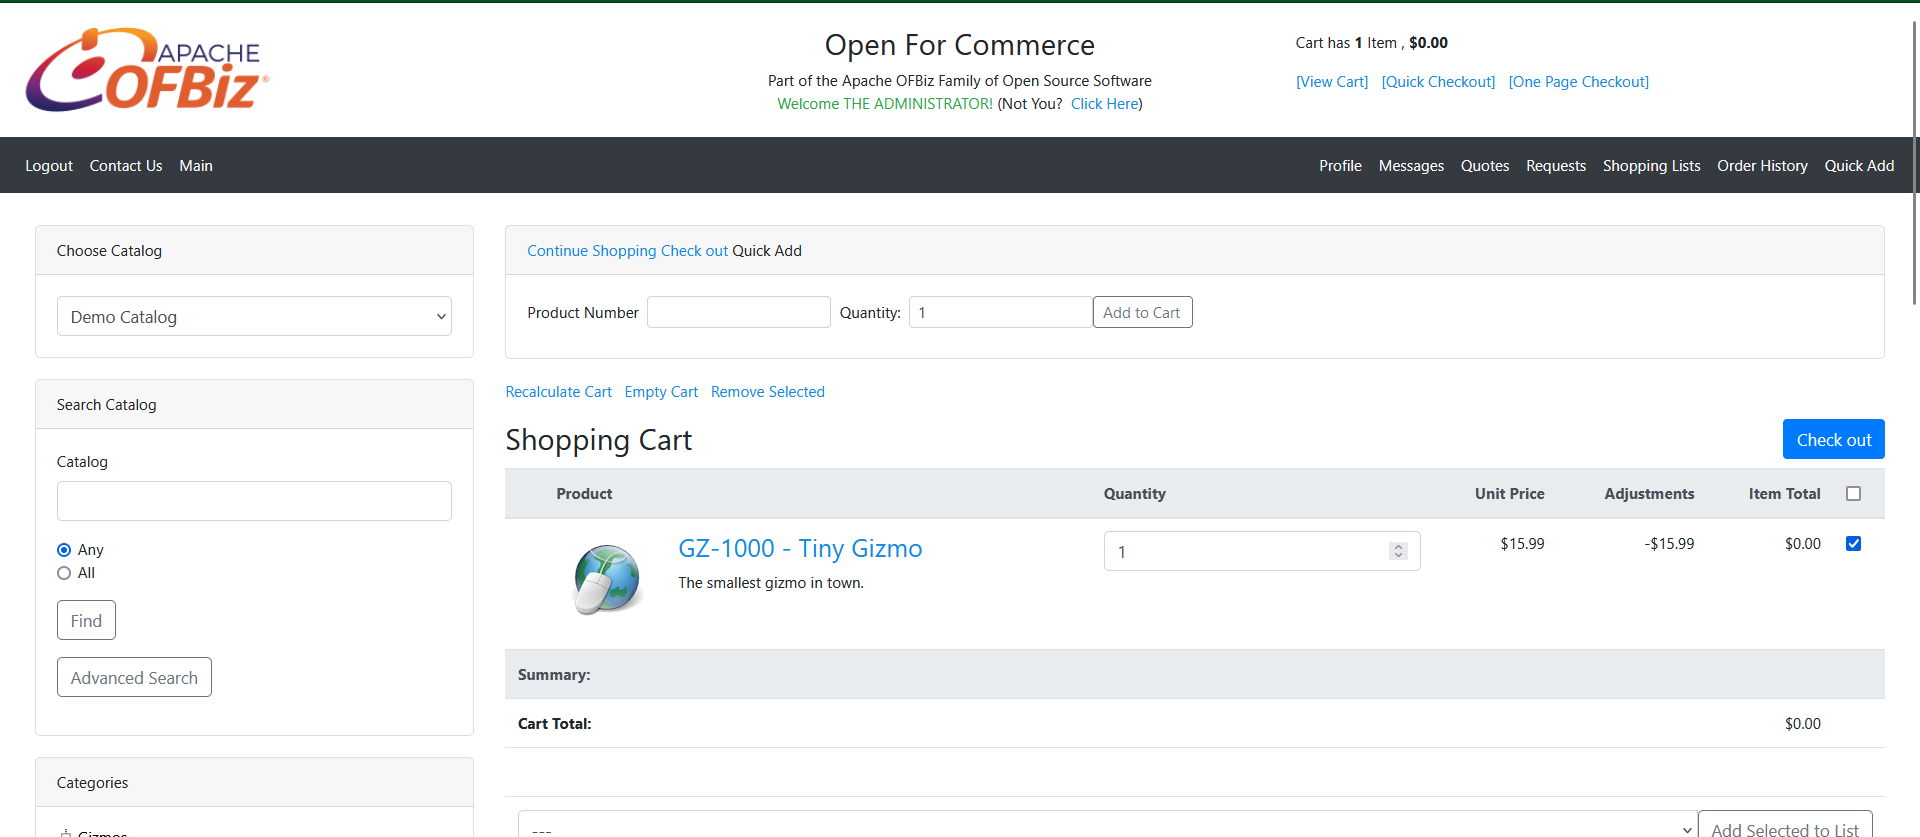 APACHE
OFBiz
Open For Commerce
Part of the Apache OFBiz Family of Open Source Software
Welcome THE ADMINISTRATOR! (Not You? Click Here)
Cart has 1 Item , $0.00
[View Cart] [Quick Checkout] [One Page Checkout]
Logout Contact Us Main
Profile Messages Quotes Requests Shopping Lists Order History Quick Add
Choose Catalog
Demo Catalog
Search Catalog
Catalog
Any
All
Find
Advanced Search
Categories
Gizmos
Continue Shopping Check out Quick Add
Product Number Quantity: 1 Add to Cart
Recalculate Cart Empty Cart Remove Selected
Shopping Cart
Check out
Product Quantity Unit Price Adjustments Item Total
GZ-1000 - Tiny Gizmo 1 $15.99 -$15.99 $0.00
The smallest gizmo in town.
Summary:
Cart Total: $0.00
--- Add Selected to List